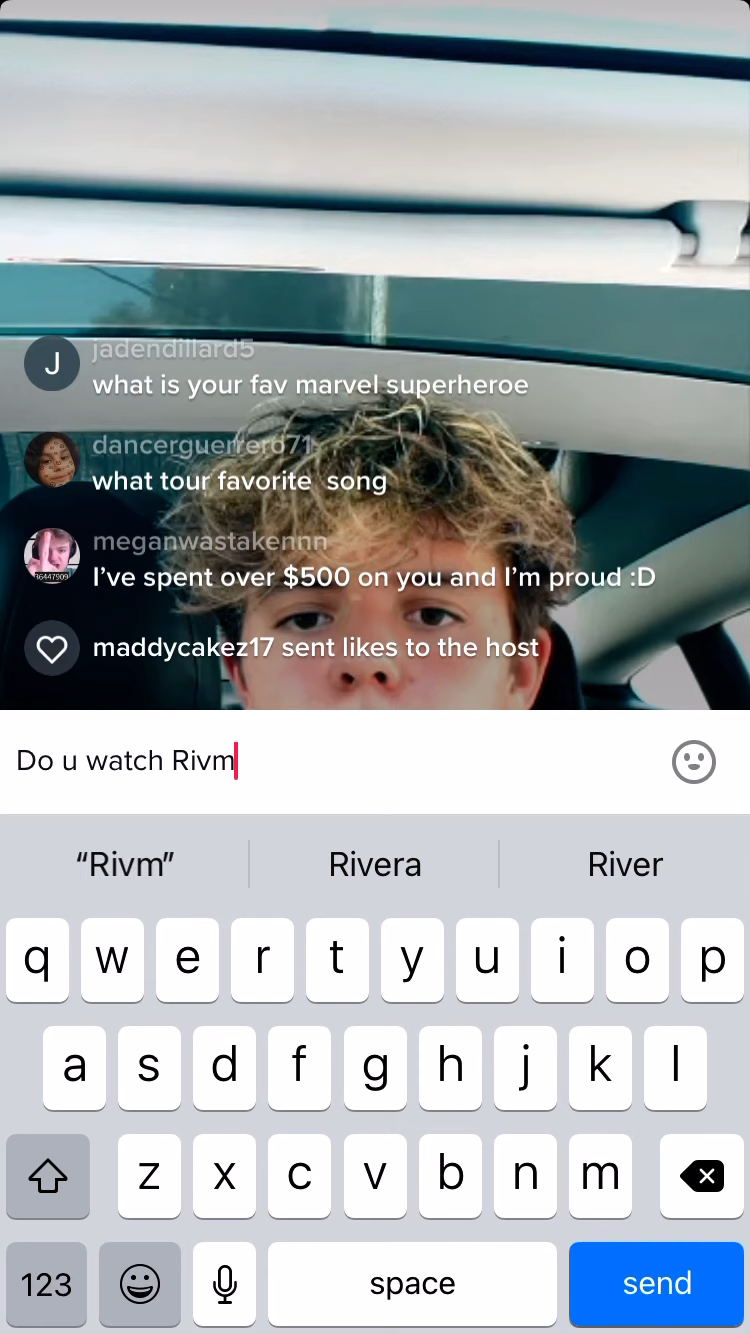 J
jadendillard5
what is your fav marvel superheroe
dancerguerrero71
what tour favorite song
meganwastakennn
I've spent over $500 on you and I'm proud :D
maddycakez17 sent likes to the host
Do u watch Rivm
“Rivm” Rivera River
q w e r t y u i o p
a s d f g h j k l
z x c v b n m
123 space send